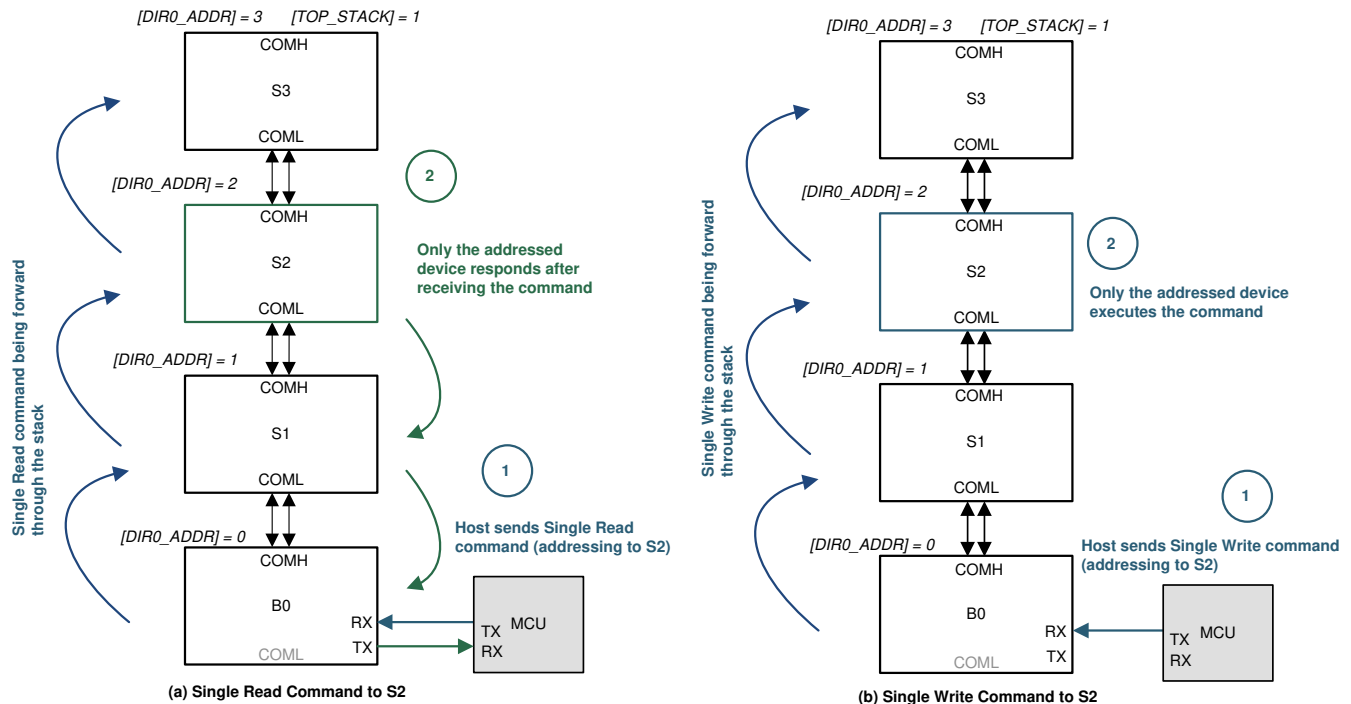 [DIR0_ADDR] = 3 [TOP_STACK] = 1
COMH
S3
COML
[DIR0_ADDR] = 2
2
COMH
S2
COML
Only the addressed
device responds after
receiving the command
[DIR0_ADDR] = 1
COMH
S1
COML
1
Host sends Single Read
command (addressing to S2)
[DIR0_ADDR] = 0
COMH
B0
COML
RX
TX
TX
RX
MCU
Single Read command being forward
through the stack
(a) Single Read Command to S2
[DIR0_ADDR] = 3 [TOP_STACK] = 1
COMH
S3
COML
[DIR0_ADDR] = 2
2
COMH
S2
COML
Only the addressed device
executes the command
[DIR0_ADDR] = 1
COMH
S1
COML
1
Host sends Single Write command
(addressing to S2)
[DIR0_ADDR] = 0
COMH
B0
COML
RX
TX
TX
RX
MCU
Single Write command being forward
through the stack
(b) Single Write Command to S2